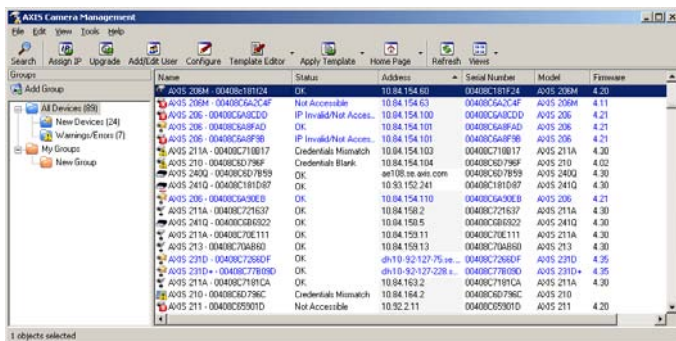 AXIS Camera Management
File Edit View Tools Help
Search Assign IP Upgrade Add/Edit User Configure Template Editor Apply Template Home Page Refresh Views
Groups
Add Group
All Devices (89)
New Devices (24)
Warnings/Errors (7)
My Groups
New Group
Name Status Address Serial Number Model Firmware
AXIS 206M - 00408c181f24 OK 10.84.154.60 00408C181F24 AXIS 206M 4.20
AXIS 206M - 00408C6A2C4F Not Accessible 10.84.154.63 00408C6A2C4F AXIS 206M 4.11
AXIS 206 - 00408C6A8CDD IP Invalid/Not Acces... 10.84.154.100 00408C6A8CDD AXIS 206 4.21
AXIS 206 - 00408C6A8FAD OK 10.84.154.101 00408C6A8FAD AXIS 206 4.21
AXIS 206 - 00408C6A8F9B IP Invalid/Not Acces... 10.84.154.101 00408C6A8F9B AXIS 206 4.21
AXIS 211A - 00408C710B17 Credentials Mismatch 10.84.154.103 00408C710B17 AXIS 211A 4.30
AXIS 210 - 00408C6D796F Credentials Blank 10.84.154.104 00408C6D796F AXIS 210 4.02
AXIS 240Q - 00408C6D7B59 OK ae108.se.axis.com 00408C6D7B59 AXIS 240Q 4.30
AXIS 241Q - 00408C181D87 OK 10.93.152.241 00408C181D87 AXIS 241Q 4.30
AXIS 206 - 00408C6A90EB OK 10.84.154.110 00408C6A90EB AXIS 206 4.21
AXIS 211A - 00408C721637 OK 10.84.158.2 00408C721637 AXIS 211A 4.30
AXIS 241Q - 00408C6B6922 OK 10.84.158.5 00408C6B6922 AXIS 241Q 4.30
AXIS 211A - 00408C70E111 OK 10.84.159.11 00408C70E111 AXIS 211A 4.30
AXIS 213 - 00408C70AB60 OK 10.84.159.13 00408C70AB60 AXIS 213 4.30
AXIS 231D - 00408C7266DF OK dh10-92-127-75.se... 00408C7266DF AXIS 231D 4.35
AXIS 231D+ - 00408C77B09D OK dh10-92-127-228.s... 00408C77B09D AXIS 231D+ 4.35
AXIS 211A - 00408C7181CA OK 10.84.163.2 00408C7181CA AXIS 211A 4.30
AXIS 210 - 00408C6D796C Credentials Mismatch 10.84.164.2 00408C6D796C AXIS 210
AXIS 211 - 00408C65901D Not Accessible 10.92.2.11 00408C65901D AXIS 211 4.20
1 objects selected